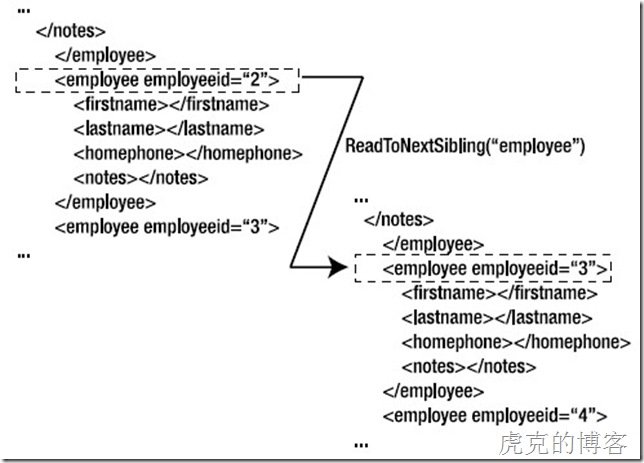 ...
</notes>
</employee>
<employee employeeid=“2”>
<firstname></firstname>
<lastname></lastname>
<homephone></homephone>
<notes></notes>
</employee>
<employee employeeid=“3”>
...
ReadToNextSibling(“employee”)
...
</notes>
</employee>
<employee employeeid=“3”>
<firstname></firstname>
<lastname></lastname>
<homephone></homephone>
<notes></notes>
</employee>
<employee employeeid=“4”>
...
虎克的博客